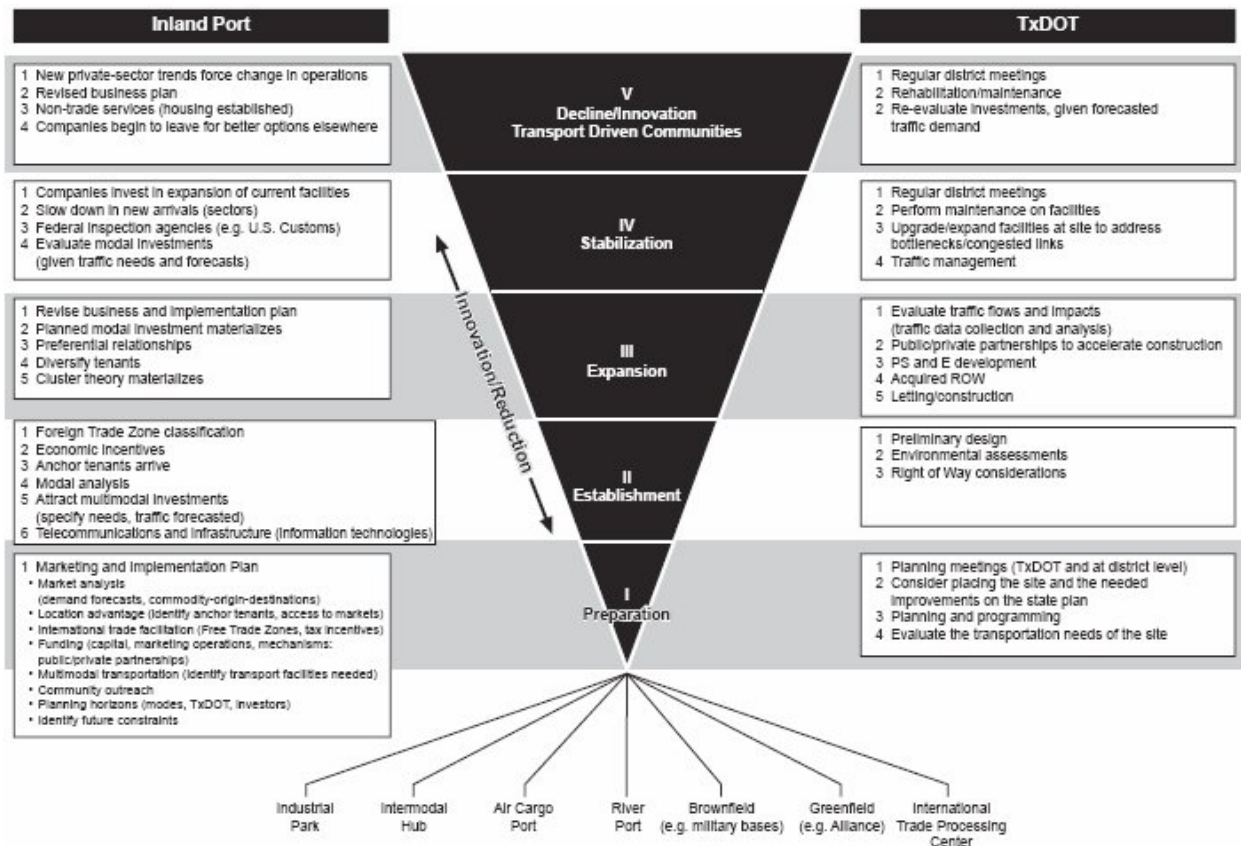 Inland Port
1 New private-sector trends force change in operations
2 Revised business plan
3 Non-trade services (housing established)
4 Companies begin to leave for better options elsewhere
1 Companies invest in expansion of current facilities
2 Slow down in new arrivals (sectors)
3 Federal inspection agencies (e.g. U.S. Customs)
4 Evaluate modal investments
(given traffic needs and forecasts)
1 Revise business and implementation plan
2 Planned modal investment materializes
3 Preferential relationships
4 Diversify tenants
5 Cluster theory materializes
1 Foreign Trade Zone classification
2 Economic incentives
3 Anchor tenants arrive
4 Modal analysis
5 Attract multimodal investments
(specify needs, traffic forecasted)
6 Telecommunications and infrastructure (information technologies)
1 Marketing and Implementation Plan
• Market analysis
(demand forecasts, commodity-origin-destinations)
• Location advantage (identify anchor tenants, access to markets)
• International trade facilitation (Free Trade Zones, tax incentives)
• Funding (capital, marketing operations, mechanisms:
public/private partnerships)
• Multimodal transportation (identify transport facilities needed)
• Community outreach
• Planning horizons (modes, TxDOT, investors)
• Identify future constraints
V
Decline/Innovation
Transport Driven Communities
IV
Stabilization
III
Expansion
II
Establishment
I
Preparation
Innovation/Reduction
TxDOT
1 Regular district meetings
2 Rehabilitation/maintenance
2 Re-evaluate investments, given forecasted
traffic demand
1 Regular district meetings
2 Perform maintenance on facilities
3 Upgrade/expand facilities at site to address
bottlenecks/congested links
4 Traffic management
1 Evaluate traffic flows and impacts
(traffic data collection and analysis)
2 Public/private partnerships to accelerate construction
3 PS and E development
4 Acquired ROW
5 Letting/construction
1 Preliminary design
2 Environmental assessments
3 Right of Way considerations
1 Planning meetings (TxDOT and at district level)
2 Consider placing the site and the needed
improvements on the state plan
3 Planning and programming
4 Evaluate the transportation needs of the site
Industrial
Park
Intermodal
Hub
Air Cargo
Port
River
Port
Brownfield
(e.g. military bases)
Greenfield
(e.g. Alliance)
International
Trade Processing
Center